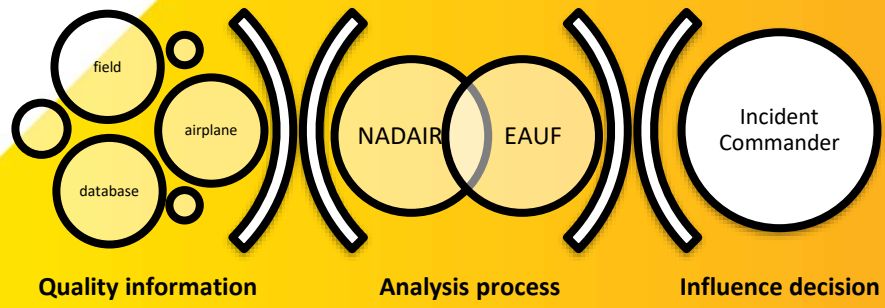 field
airplane
database
NADAIR
EAUF
Incident
Commander
Quality information
Analysis process
Influence decision